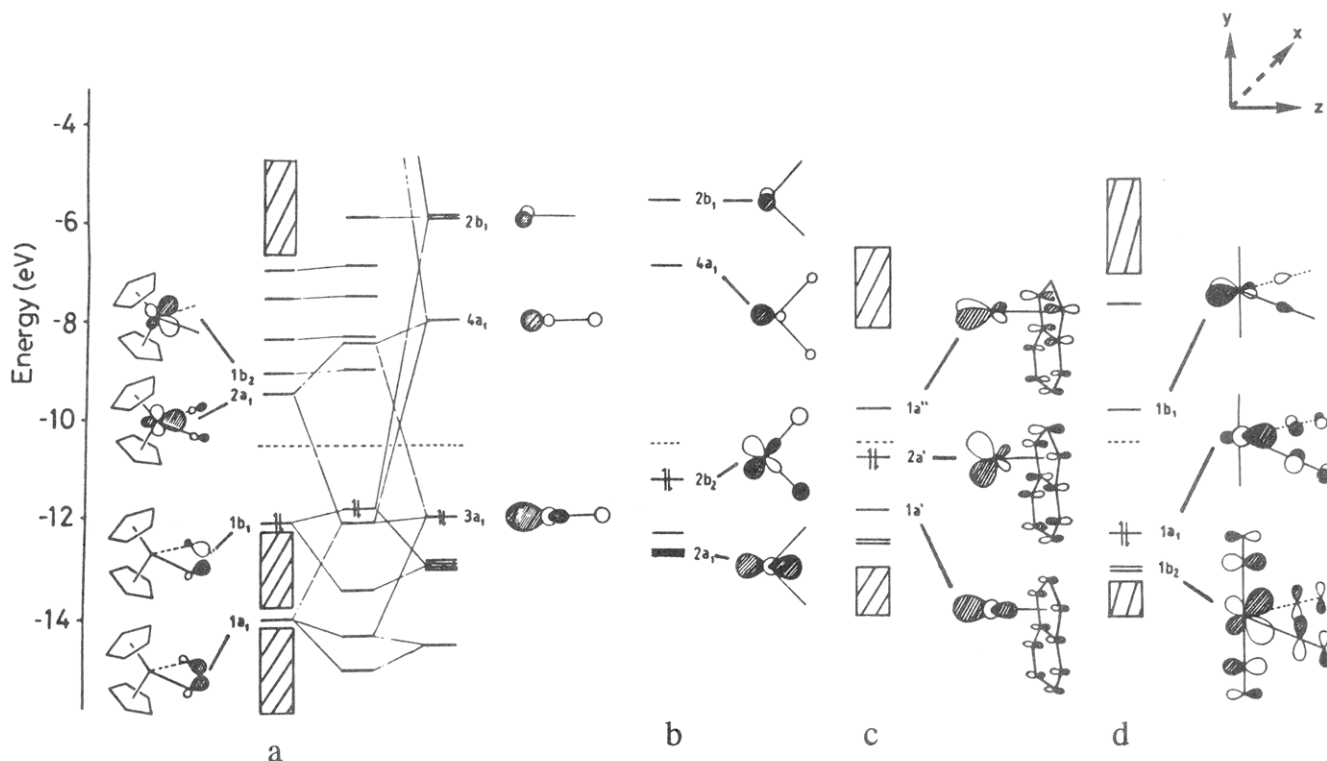 y
x
z
Energy (eV)
-4
-6
-8
-10
-12
-14
1b₂
2a₁
1b₁
1a₁
2b₁
4a₁
3a₁
a
2b₁
4a₁
2b₂
2a₁
b
1a"
2a'
1a'
c
1b₁
1a₁
1b₂
d